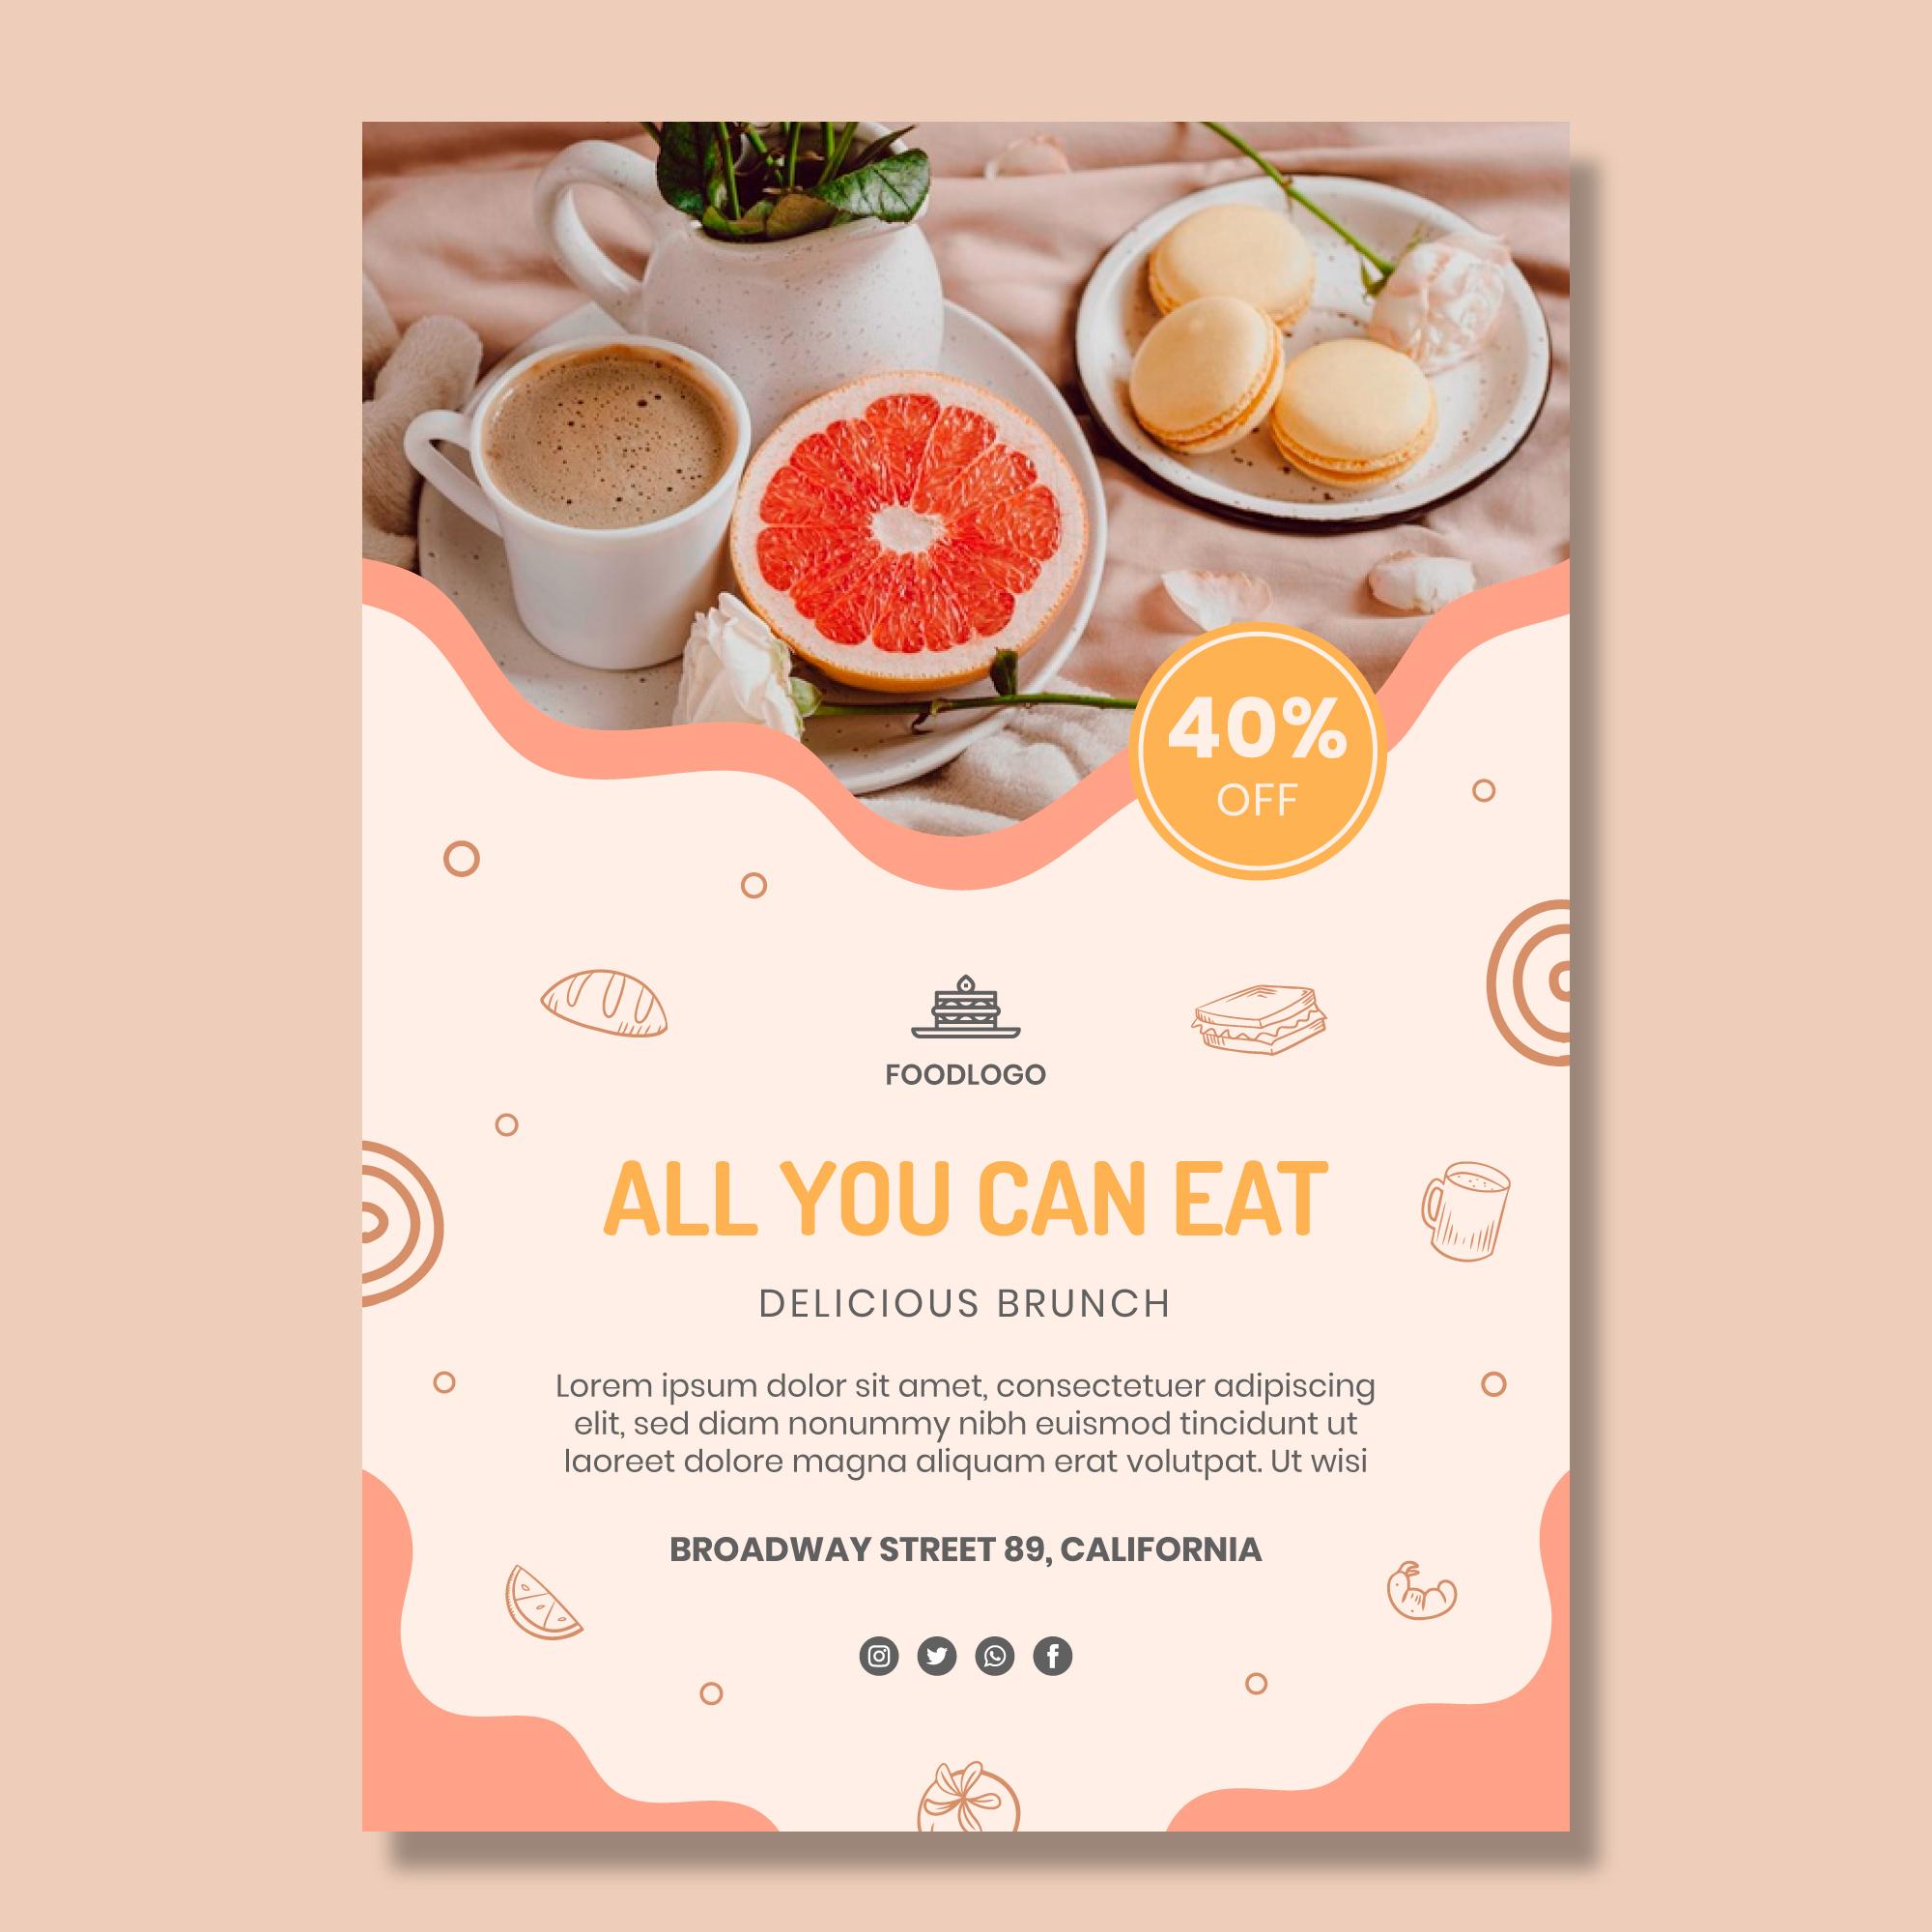 40%
OFF
FOODLOGO
ALL YOU CAN EAT
DELICIOUS BRUNCH
Lorem ipsum dolor sit amet, consectetuer adipiscing
elit, sed diam nonummy nibh euismod tincidunt ut
laoreet dolore magna aliquam erat volutpat. Ut wisi
BROADWAY STREET 89, CALIFORNIA